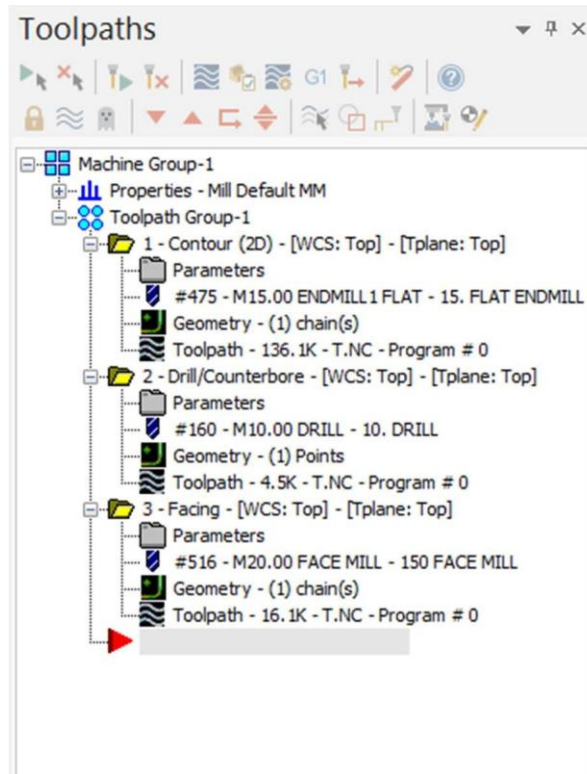 Toolpaths
G1
Machine Group-1
Properties - Mill Default MM
Toolpath Group-1
1 - Contour (2D) - [WCS: Top] - [Tplane: Top]
Parameters
#475 - M15.00 ENDMILL1 FLAT - 15. FLAT ENDMILL
Geometry - (1) chain(s)
Toolpath - 136.1K - T.NC - Program # 0
2 - Drill/Counterbore - [WCS: Top] - [Tplane: Top]
Parameters
#160 - M10.00 DRILL - 10. DRILL
Geometry - (1) Points
Toolpath - 4.5K - T.NC - Program # 0
3 - Facing - [WCS: Top] - [Tplane: Top]
Parameters
#516 - M20.00 FACE MILL - 150 FACE MILL
Geometry - (1) chain(s)
Toolpath - 16.1K - T.NC - Program # 0